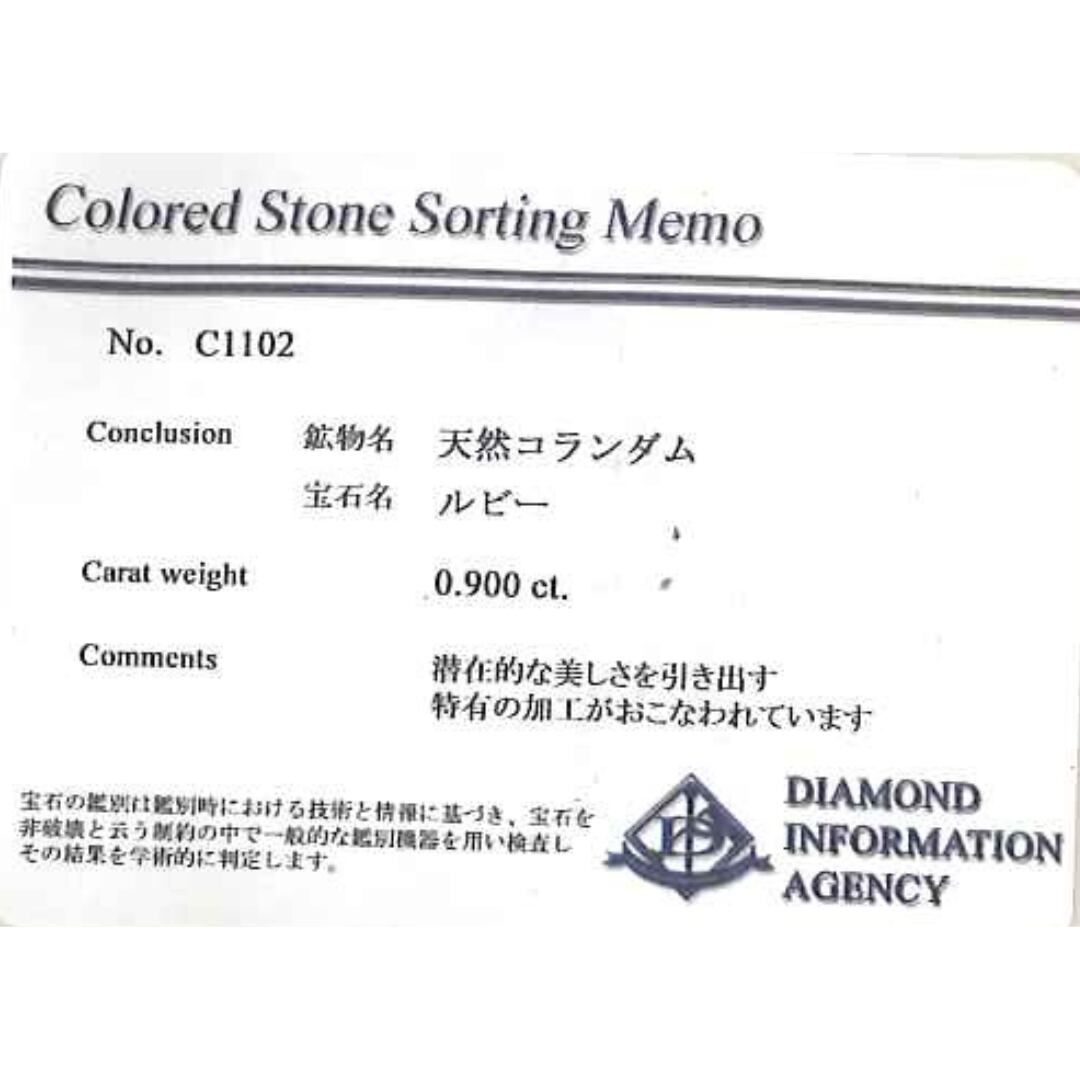 Colored Stone Sorting Memo
No. C1102
Conclusion 鉱物名 天然コランダム
宝石名 ルビー
Carat weight 0.900 ct.
Comments 潜在的な美しさを引き出す
特有の加工がおこなわれています
宝石の鑑別は鑑別時における技術と情報に基づき、宝石を
非破壊と云う制約の中で一般的な鑑別機器を用い検査し
その結果を学術的に判定します。
DIAMOND
INFORMATION
AGENCY